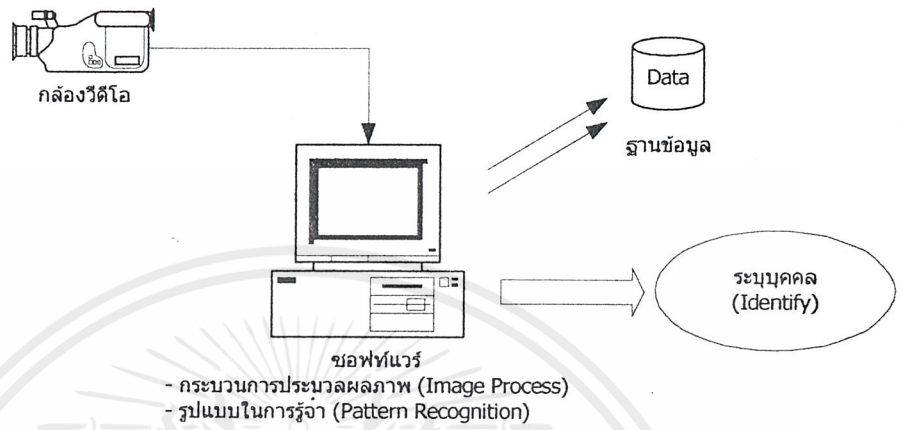 กล้องวีดีโอ
Data
ฐานข้อมูล
ระบุบุคคล
(Identify)
ซอฟท์แวร์
- กระบวนการประบวลผลภาพ (Image Process)
- รูปแบบในการรู้จำ (Pattern Recognition)